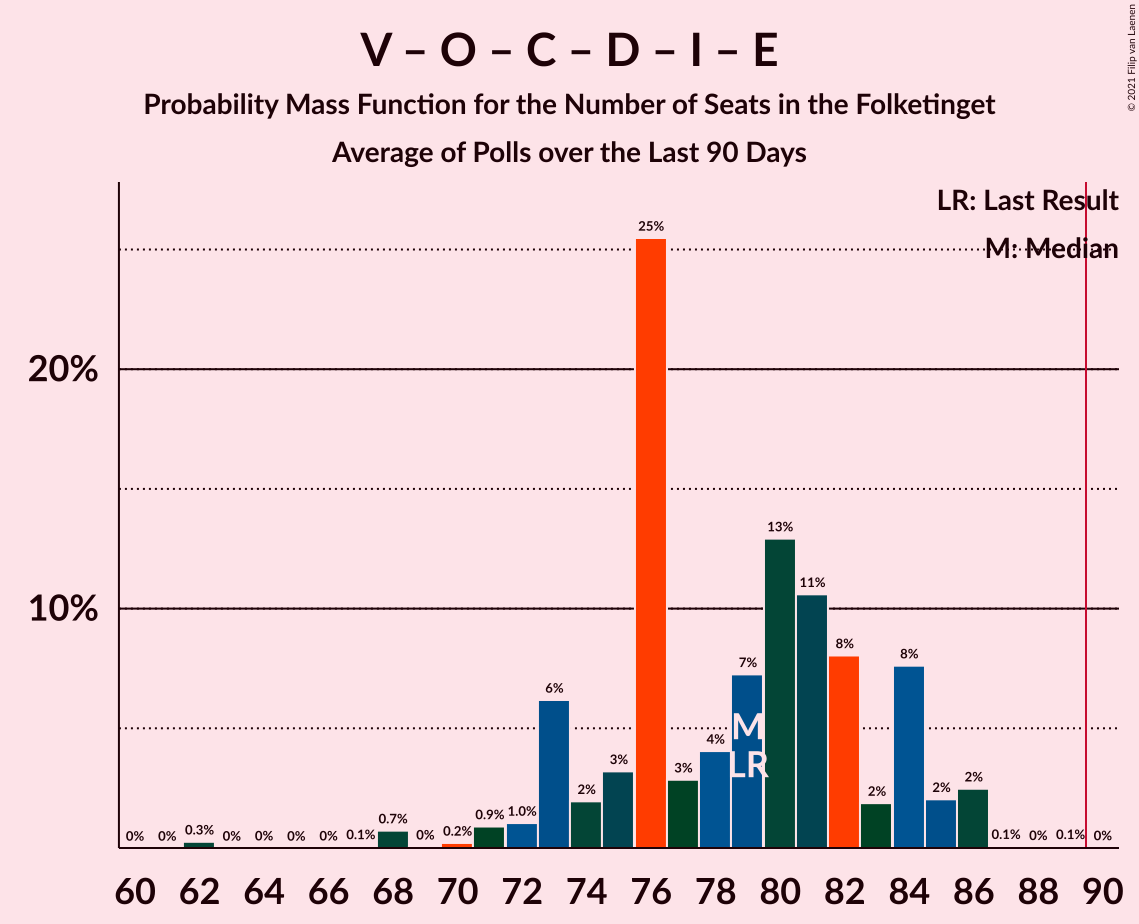 V – O – C – D – I – E
Probability Mass Function for the Number of Seats in the Folketinget
Average of Polls over the Last 90 Days
© 2021 Filip van Laenen
LR: Last Result
M: Median
20%
10%
0% 0% 0.3% 0% 0% 0% 0% 0.1% 0.7% 0% 0.2% 0.9% 1.0% 6% 2% 3% 25% 3% 4% 7% 13% 11% 8% 2% 8% 2% 2% 0.1% 0% 0.1% 0%
M
LR
60 62 64 66 68 70 72 74 76 78 80 82 84 86 88 90